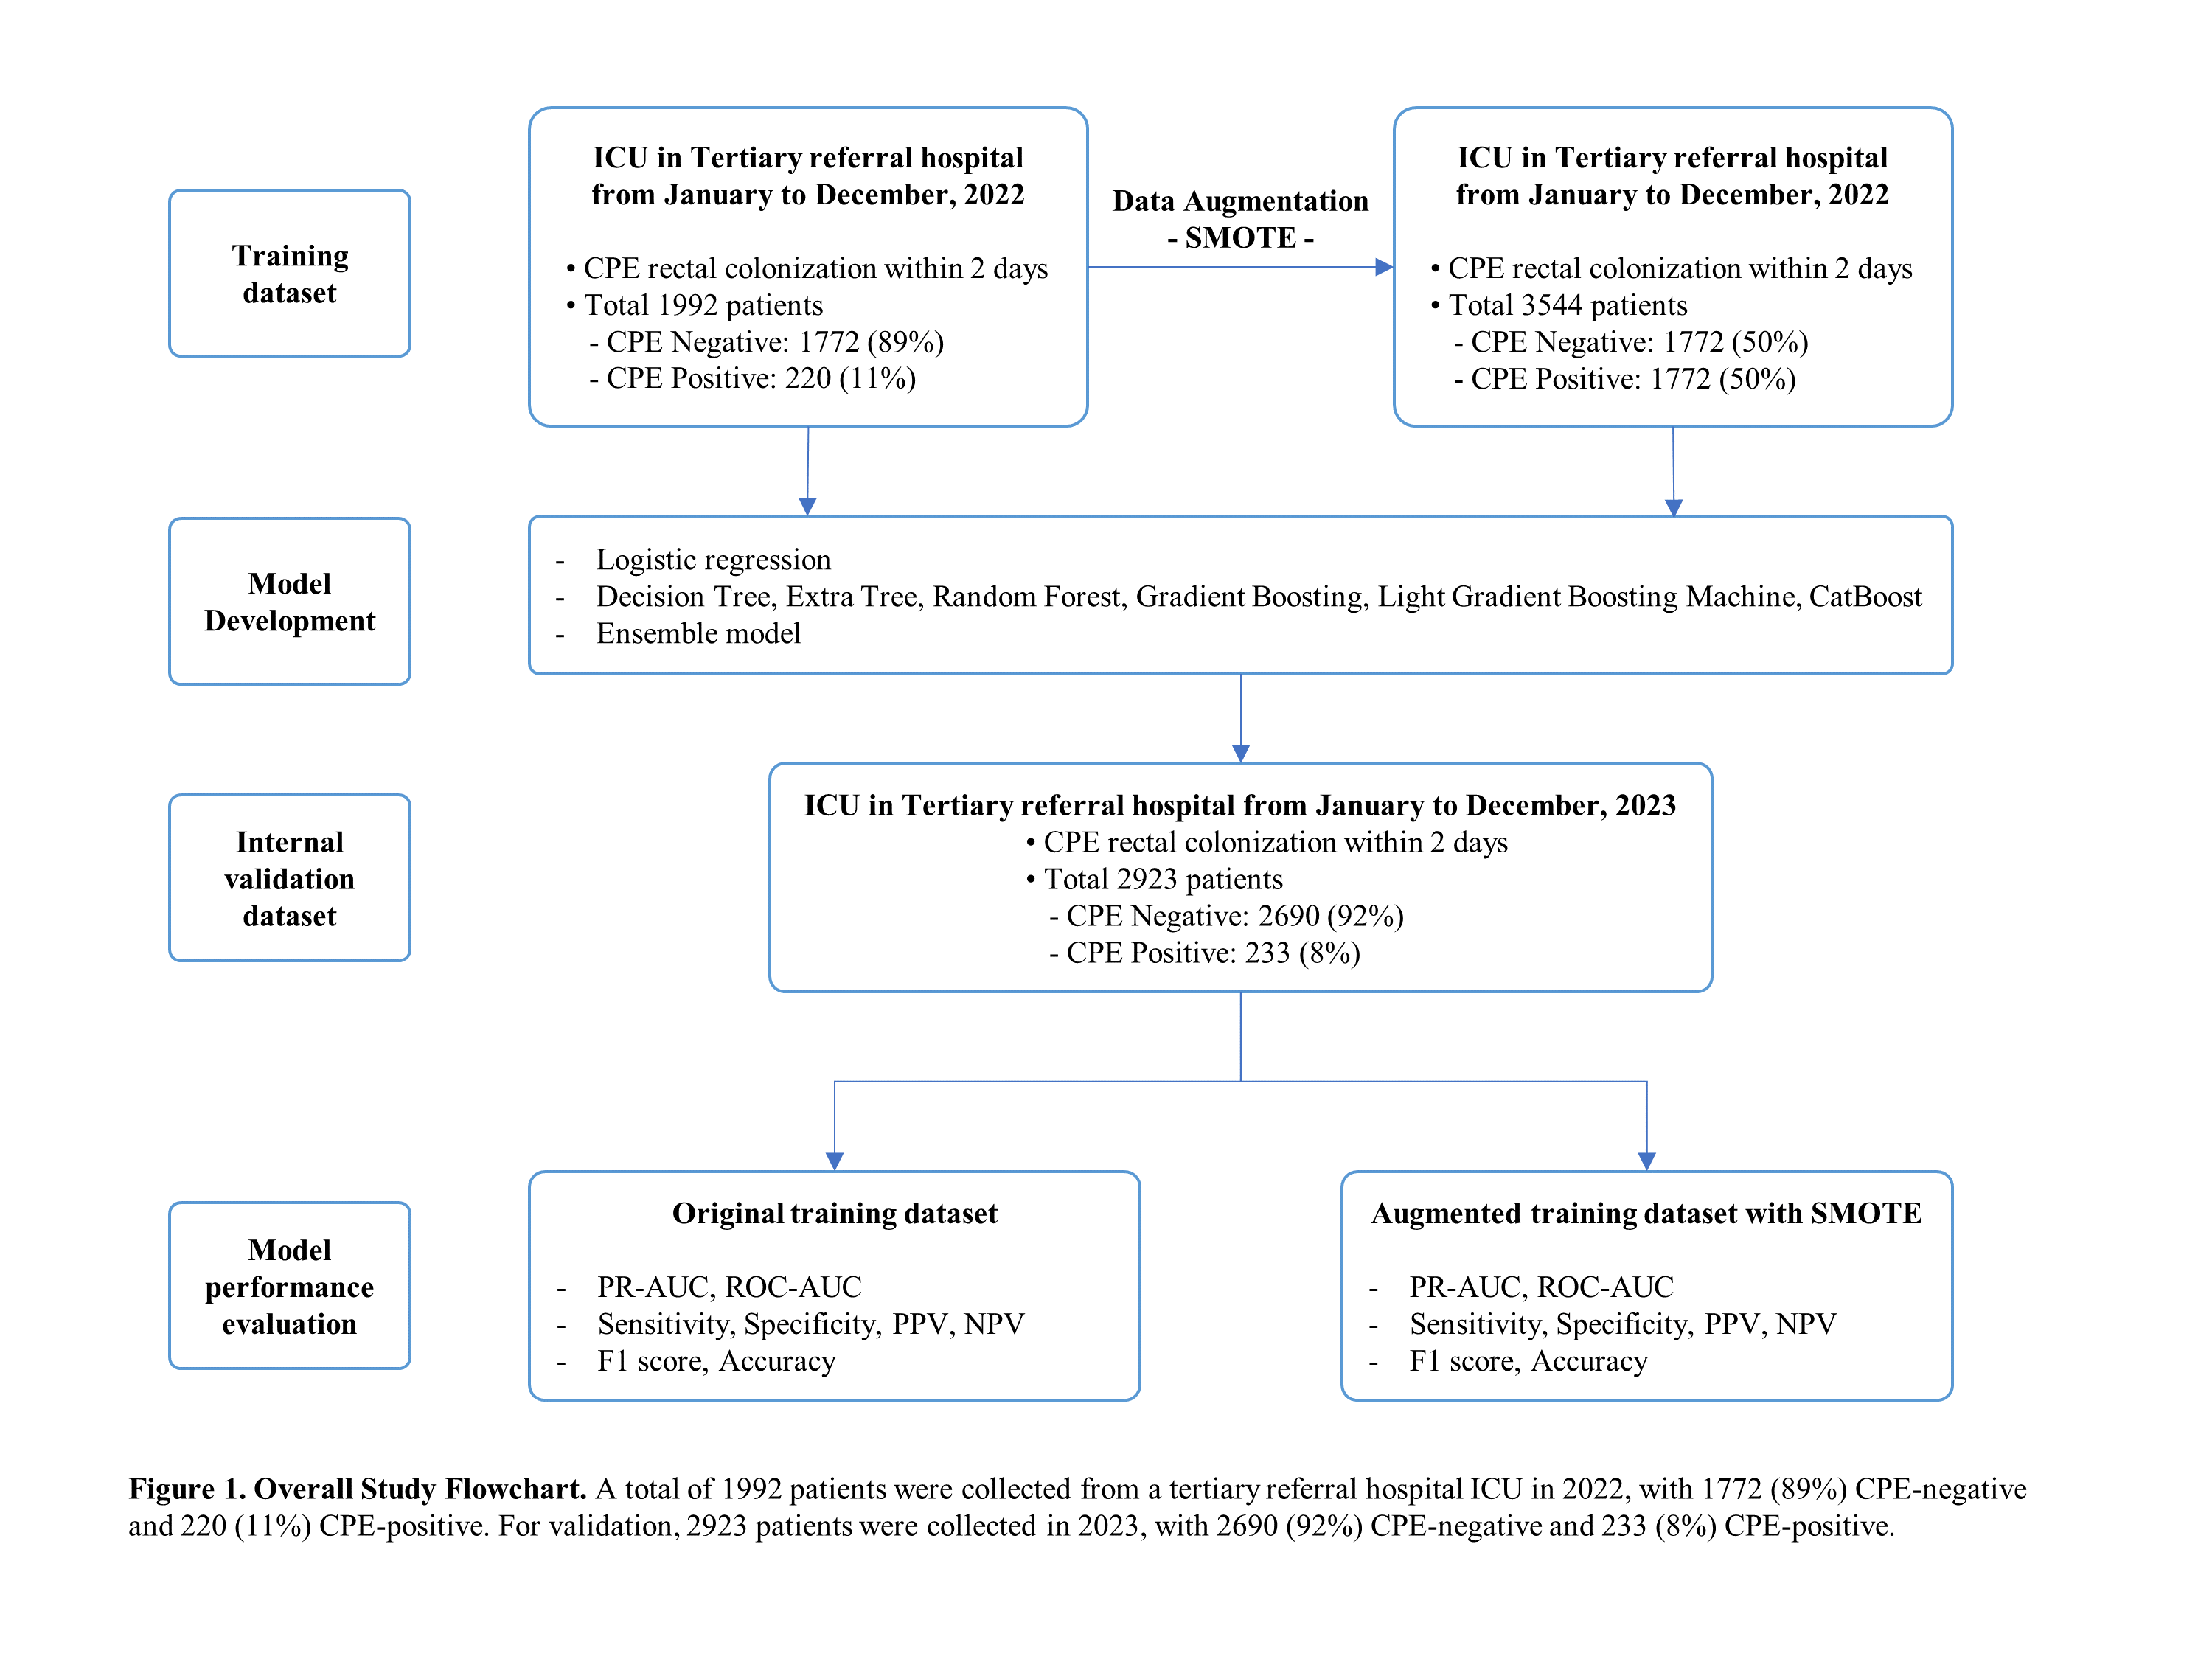 Training
dataset
ICU in Tertiary referral hospital
from January to December, 2022
• CPE rectal colonization within 2 days
• Total 1992 patients
- CPE Negative: 1772 (89%)
- CPE Positive: 220 (11%)
Data Augmentation
- SMOTE -
ICU in Tertiary referral hospital
from January to December, 2022
• CPE rectal colonization within 2 days
• Total 3544 patients
- CPE Negative: 1772 (50%)
- CPE Positive: 1772 (50%)
Model
Development
- Logistic regression
- Decision Tree, Extra Tree, Random Forest, Gradient Boosting, Light Gradient Boosting Machine, CatBoost
- Ensemble model
Internal
validation
dataset
ICU in Tertiary referral hospital from January to December, 2023
• CPE rectal colonization within 2 days
• Total 2923 patients
- CPE Negative: 2690 (92%)
- CPE Positive: 233 (8%)
Model
performance
evaluation
Original training dataset
- PR-AUC, ROC-AUC
- Sensitivity, Specificity, PPV, NPV
- F1 score, Accuracy
Augmented training dataset with SMOTE
- PR-AUC, ROC-AUC
- Sensitivity, Specificity, PPV, NPV
- F1 score, Accuracy
Figure 1. Overall Study Flowchart. A total of 1992 patients were collected from a tertiary referral hospital ICU in 2022, with 1772 (89%) CPE-negative
and 220 (11%) CPE-positive. For validation, 2923 patients were collected in 2023, with 2690 (92%) CPE-negative and 233 (8%) CPE-positive.